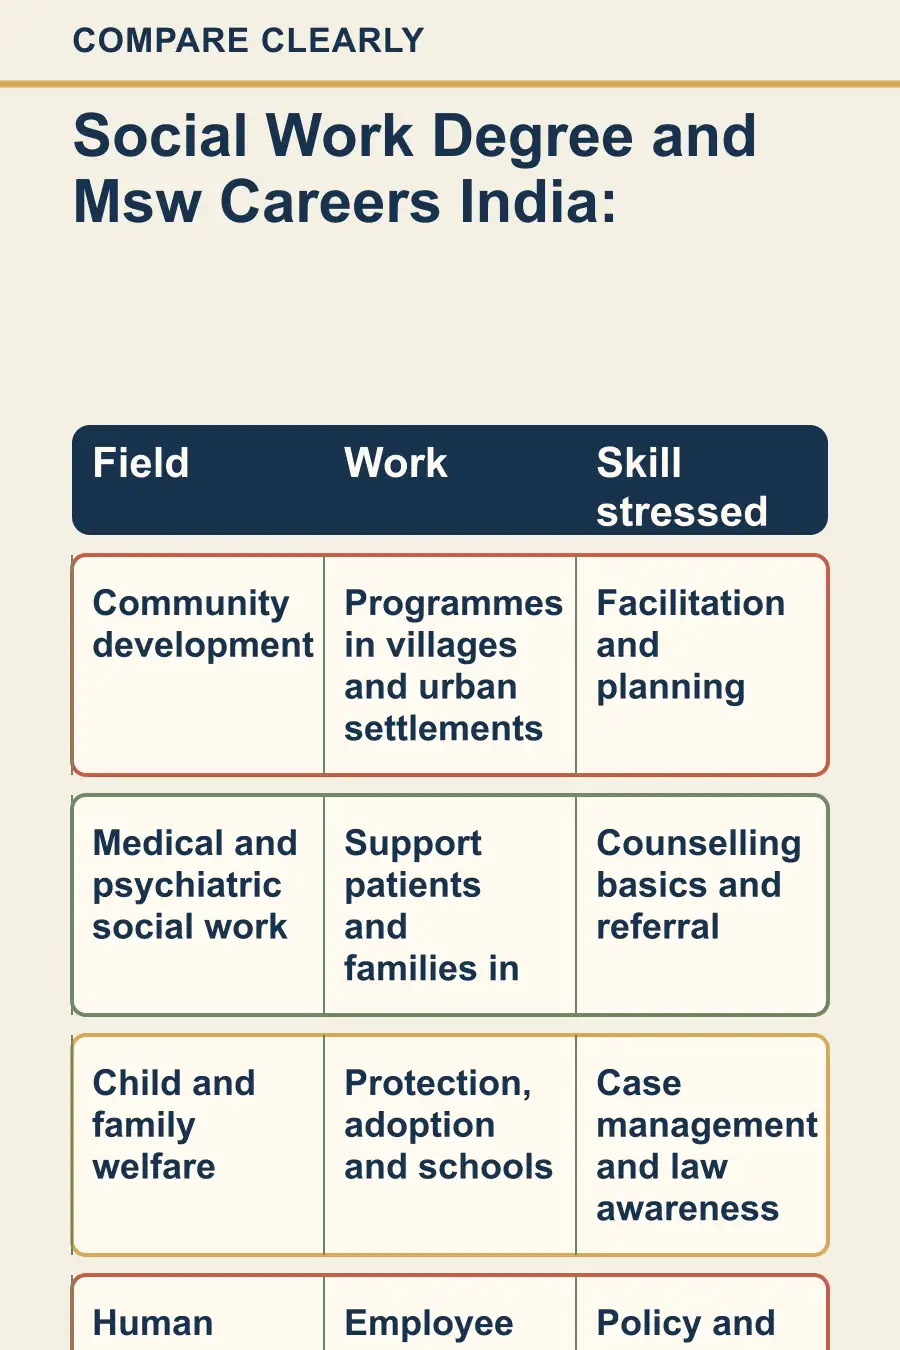 COMPARE CLEARLY
Social Work Degree and
Msw Careers India:
Field
Work
Skill
stressed
Community
development
Programmes
in villages
and urban
settlements
Facilitation
and
planning
Medical and
psychiatric
social work
Support
patients
and
families in
Counselling
basics and
referral
Child and
family
welfare
Protection,
adoption
and schools
Case
management
and law
awareness
Human
Employee
Policy and